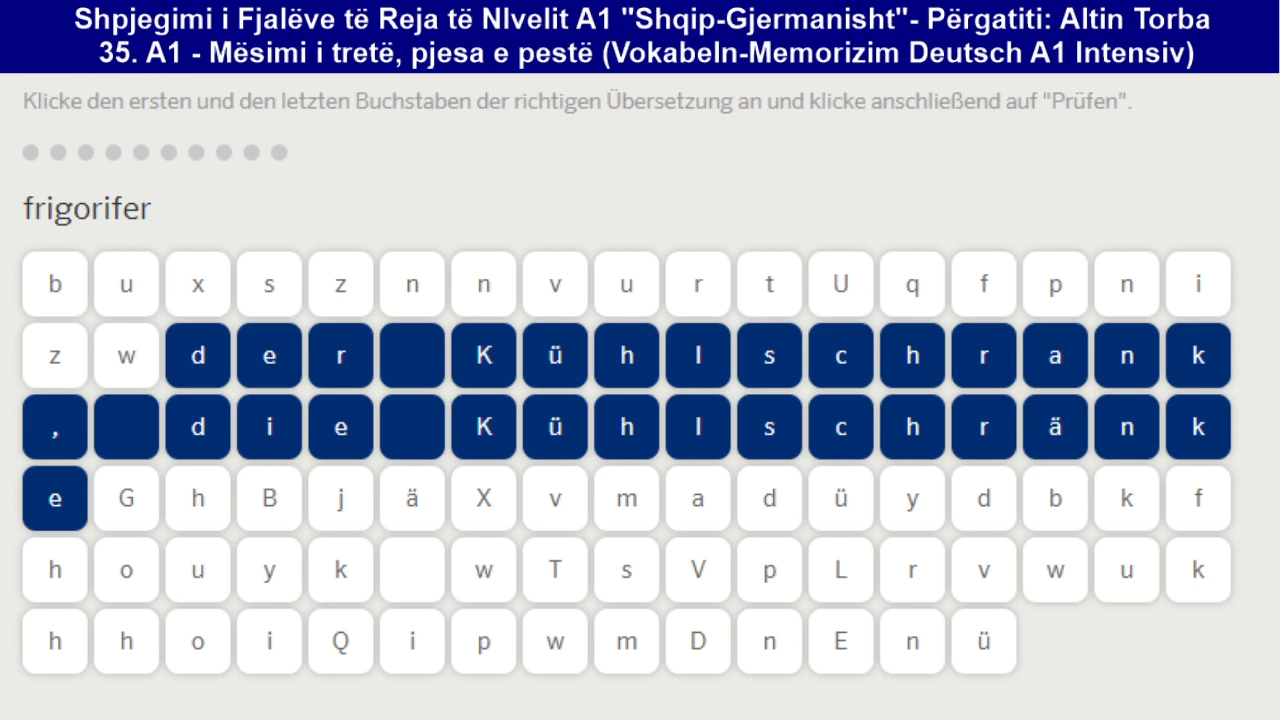 Shpjegimi i Fjalëve të Reja të NIvelit A1 "Shqip-Gjermanisht"- Përgatiti: Altin Torba
35. A1 - Mësimi i tretë, pjesa e pestë (Vokabeln-Memorizim Deutsch A1 Intensiv)
Klicke den ersten und den letzten Buchstaben der richtigen Übersetzung an und klicke anschließend auf "Prüfen".
frigorifer
b u x s z n n v u r t U q f p n i
z w d e r K ü h l s c h r a n k
, d i e K ü h l s c h r ä n k
e G h B j ä X v m a d ü y d b k f
h o u y k w T s V p L r v w u k
h h o i Q i p w m D n E n ü